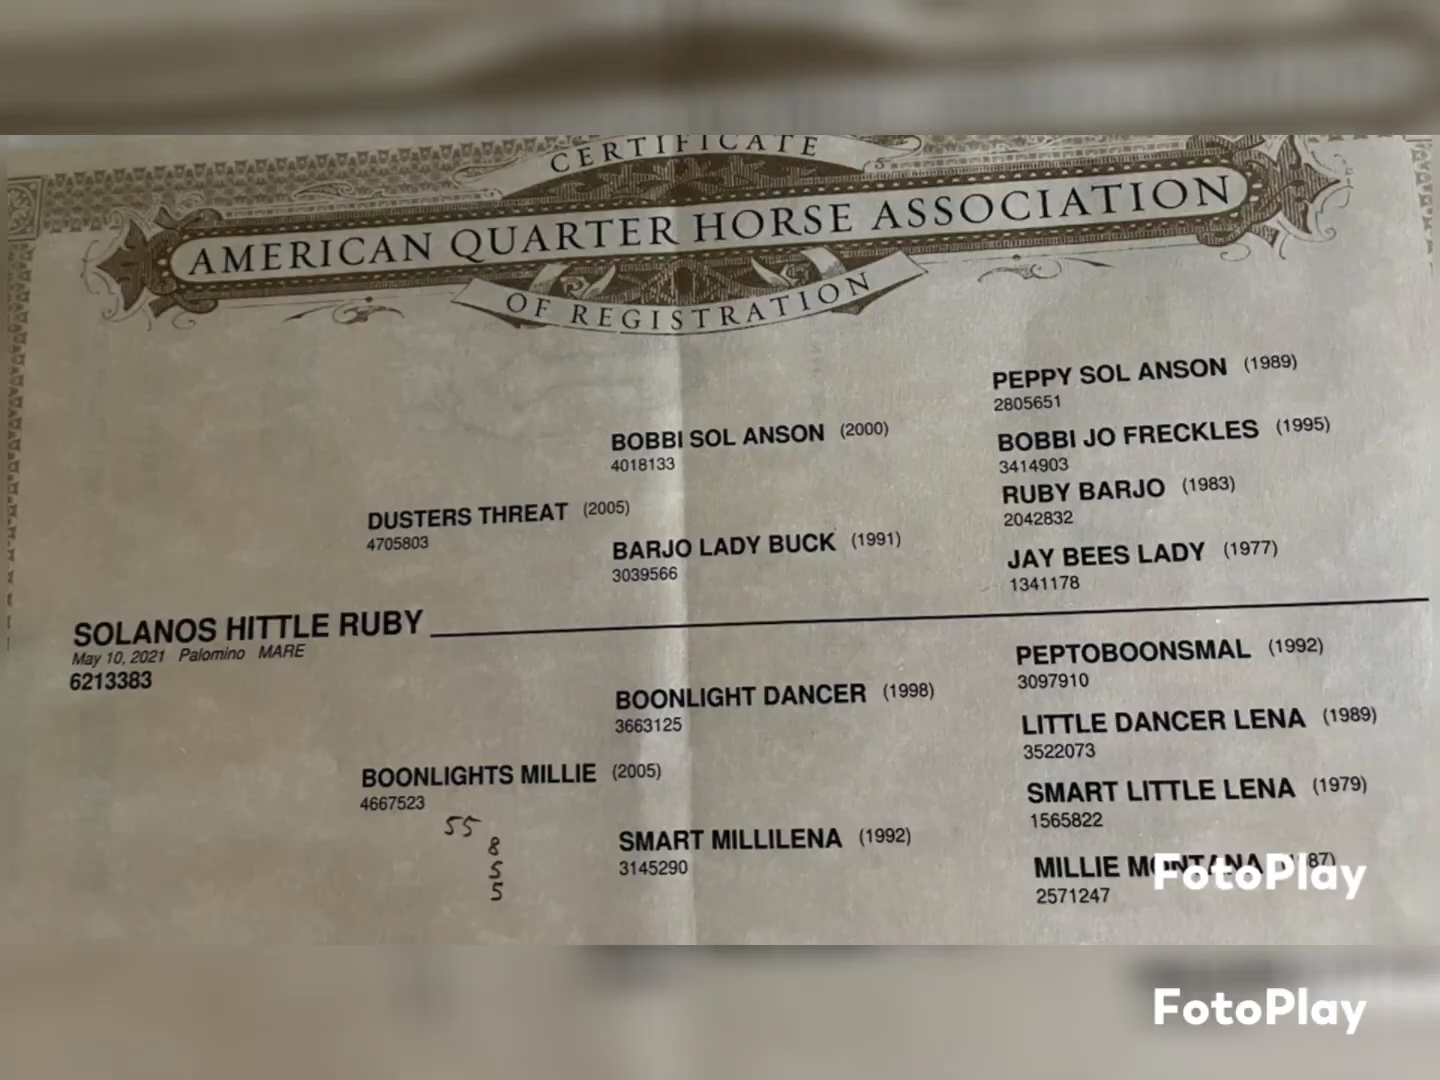 CERTIFICATE
AMERICAN QUARTER HORSE ASSOCIATION
OF REGISTRATION
PEPPY SOL ANSON (1989)
2805651
BOBBI SOL ANSON (2000)
4018133
BOBBI JO FRECKLES (1995)
3414903
DUSTERS THREAT (2005)
4705803
RUBY BARJO (1983)
2042832
BARJO LADY BUCK (1991)
3039566
JAY BEES LADY (1977)
1341178
SOLANOS HITTLE RUBY
May 10, 2021 Palomino MARE
6213383
PEPTOBOONSMAL (1992)
3097910
BOONLIGHT DANCER (1998)
3663125
LITTLE DANCER LENA (1989)
3522073
BOONLIGHTS MILLIE (2005)
4667523
55
8
5
5
SMART LITTLE LENA (1979)
1565822
SMART MILLILENA (1992)
3145290
MILLIE MONTANA
2571247
FotoPlay
FotoPlay